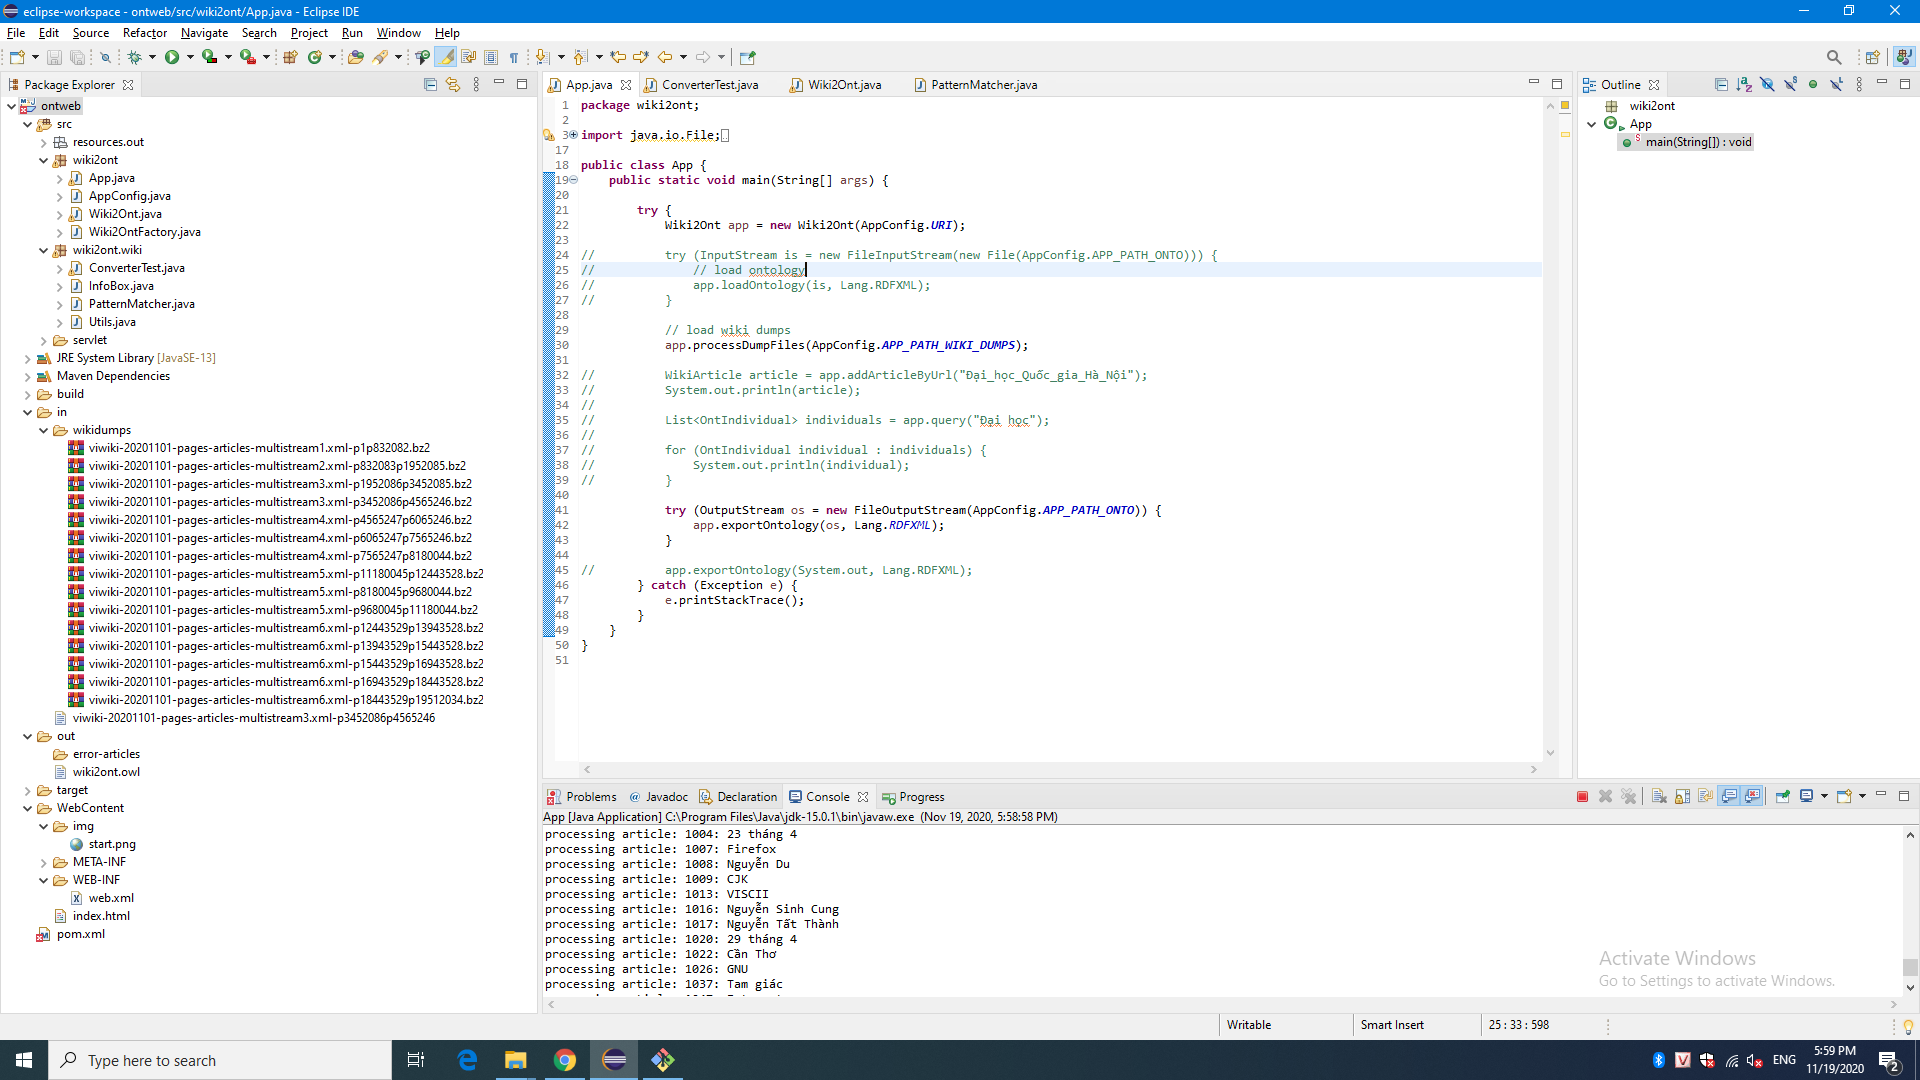 eclipse-workspace - ontweb/src/wiki2ont/App.java - Eclipse IDE
File Edit Source Refactor Navigate Search Project Run Window Help
Package Explorer
ontweb
src
resources.out
wiki2ont
App.java
AppConfig.java
Wiki2Ont.java
Wiki2OntFactory.java
wiki2ont.wiki
ConverterTest.java
InfoBox.java
PatternMatcher.java
Utils.java
servlet
JRE System Library [JavaSE-13]
Maven Dependencies
build
in
wikidumps
viwiki-20201101-pages-articles-multistream1.xml-p1p832082.bz2
viwiki-20201101-pages-articles-multistream2.xml-p832083p1952085.bz2
viwiki-20201101-pages-articles-multistream3.xml-p1952086p3452085.bz2
viwiki-20201101-pages-articles-multistream3.xml-p3452086p4565246.bz2
viwiki-20201101-pages-articles-multistream4.xml-p4565247p6065246.bz2
viwiki-20201101-pages-articles-multistream4.xml-p6065247p7565246.bz2
viwiki-20201101-pages-articles-multistream4.xml-p7565247p8180044.bz2
viwiki-20201101-pages-articles-multistream5.xml-p11180045p12443528.bz2
viwiki-20201101-pages-articles-multistream5.xml-p8180045p9680044.bz2
viwiki-20201101-pages-articles-multistream5.xml-p9680045p11180044.bz2
viwiki-20201101-pages-articles-multistream6.xml-p12443529p13943528.bz2
viwiki-20201101-pages-articles-multistream6.xml-p13943529p15443528.bz2
viwiki-20201101-pages-articles-multistream6.xml-p15443529p16943528.bz2
viwiki-20201101-pages-articles-multistream6.xml-p16943529p18443528.bz2
viwiki-20201101-pages-articles-multistream6.xml-p18443529p19512034.bz2
viwiki-20201101-pages-articles-multistream3.xml-p3452086p4565246
out
error-articles
wiki2ont.owl
target
WebContent
img
start.png
META-INF
WEB-INF
web.xml
index.html
pom.xml
App.java ConverterTest.java Wiki2Ont.java PatternMatcher.java
1 package wiki2ont;
2
3 import java.io.File;
17
18 public class App {
19 public static void main(String[] args) {
20
21 try {
22 Wiki2Ont app = new Wiki2Ont(AppConfig.URI);
23
24 // try (InputStream is = new FileInputStream(new File(AppConfig.APP_PATH_ONTO))) {
25 // // load ontology
26 // app.loadOntology(is, Lang.RDFXML);
27 // }
28
29 // load wiki dumps
30 app.processDumpFiles(AppConfig.APP_PATH_WIKI_DUMPS);
31
32 // WikiArticle article = app.addArticleByUrl("Đại_học_Quốc_gia_Hà_Nội");
33 // System.out.println(article);
34 //
35 // List<OntIndividual> individuals = app.query("Đại học");
36 //
37 // for (OntIndividual individual : individuals) {
38 // System.out.println(individual);
39 // }
40
41 try (OutputStream os = new FileOutputStream(AppConfig.APP_PATH_ONTO)) {
42 app.exportOntology(os, Lang.RDFXML);
43 }
44
45 // app.exportOntology(System.out, Lang.RDFXML);
46 } catch (Exception e) {
47 e.printStackTrace();
48 }
49 }
50 }
51
Outline
wiki2ont
App
main(String[]) : void
Problems Javadoc Declaration Console Progress
App [Java Application] C:\Program Files\Java\jdk-15.0.1\bin\javaw.exe (Nov 19, 2020, 5:58:58 PM)
processing article: 1004: 23 tháng 4
processing article: 1007: Firefox
processing article: 1008: Nguyễn Du
processing article: 1009: CJK
processing article: 1013: VISCII
processing article: 1016: Nguyễn Sinh Cung
processing article: 1017: Nguyễn Tất Thành
processing article: 1020: 29 tháng 4
processing article: 1022: Cần Thơ
processing article: 1026: GNU
processing article: 1037: Tam giác
Activate Windows
Go to Settings to activate Windows.
Writable Smart Insert 25 : 33 : 598
Type here to search
ENG
5:59 PM
11/19/2020
2